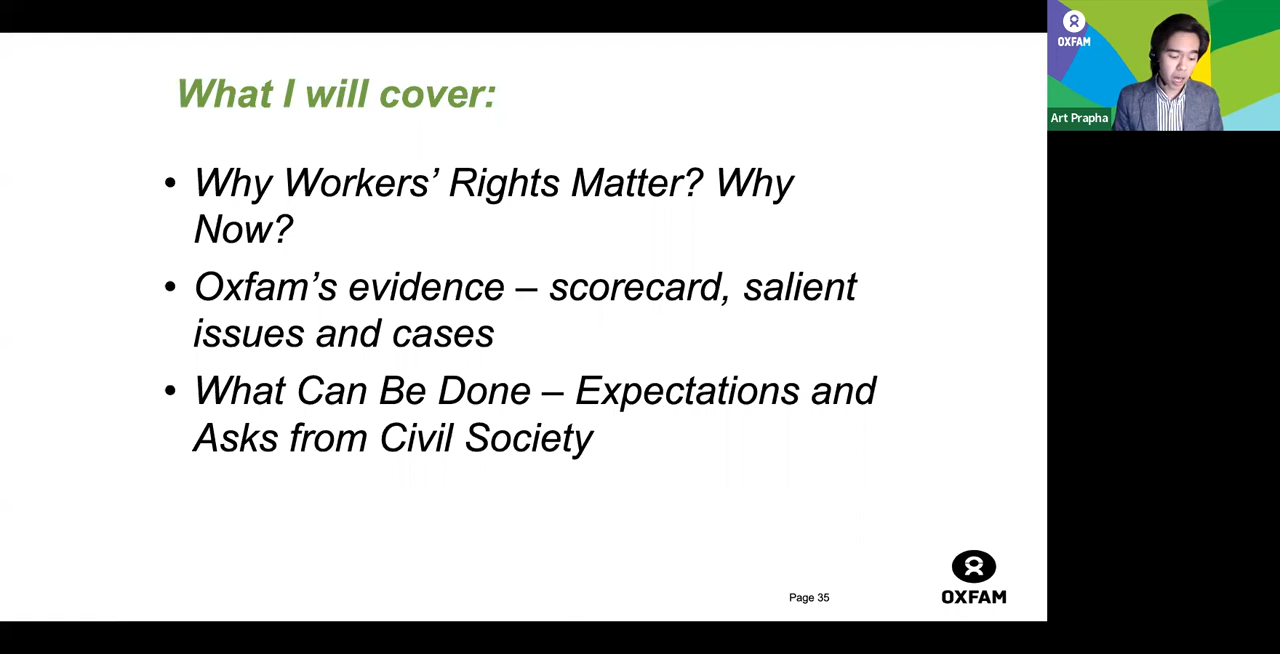 What I will cover:
• Why Workers’ Rights Matter? Why
Now?
• Oxfam’s evidence – scorecard, salient
issues and cases
• What Can Be Done – Expectations and
Asks from Civil Society
Page 35
OXFAM
OXFAM
Art Prapha